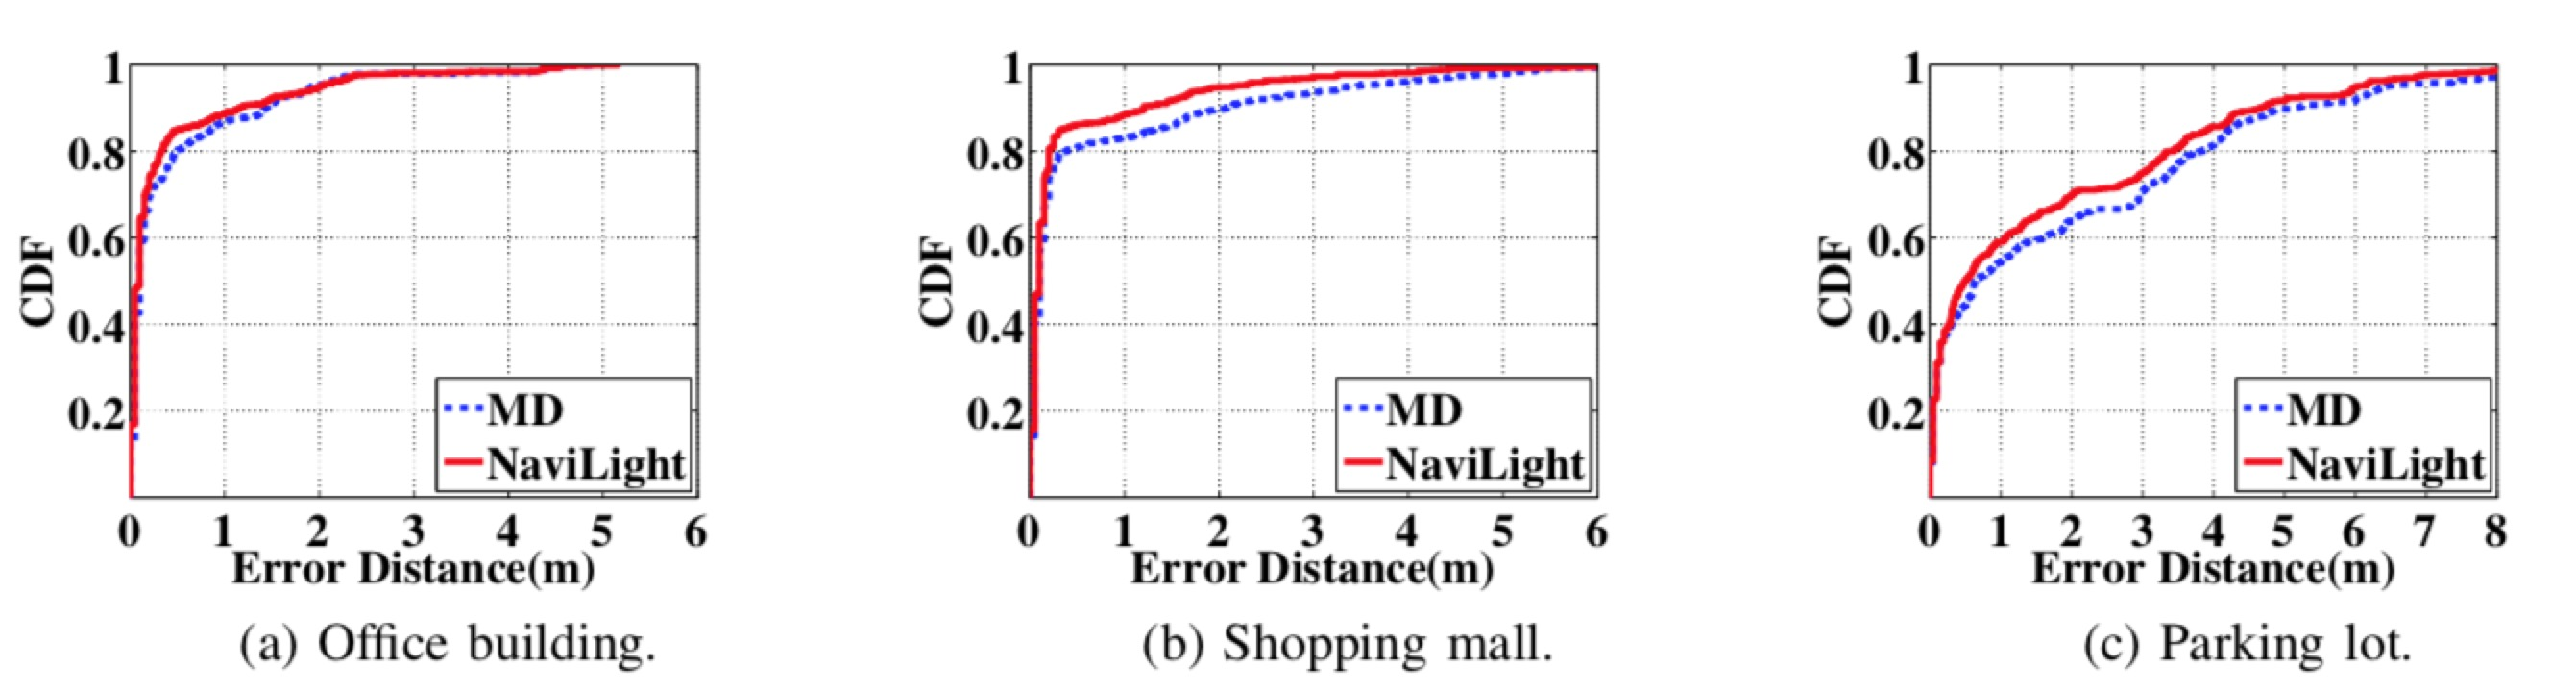 1
0.8
0.6
0.4
0.2
CDF
MD
NaviLight
0 1 2 3 4 5 6
Error Distance(m)
(a) Office building.
1
0.8
0.6
0.4
0.2
CDF
MD
NaviLight
0 1 2 3 4 5 6
Error Distance(m)
(b) Shopping mall.
1
0.8
0.6
0.4
0.2
CDF
MD
NaviLight
0 1 2 3 4 5 6 7 8
Error Distance(m)
(c) Parking lot.